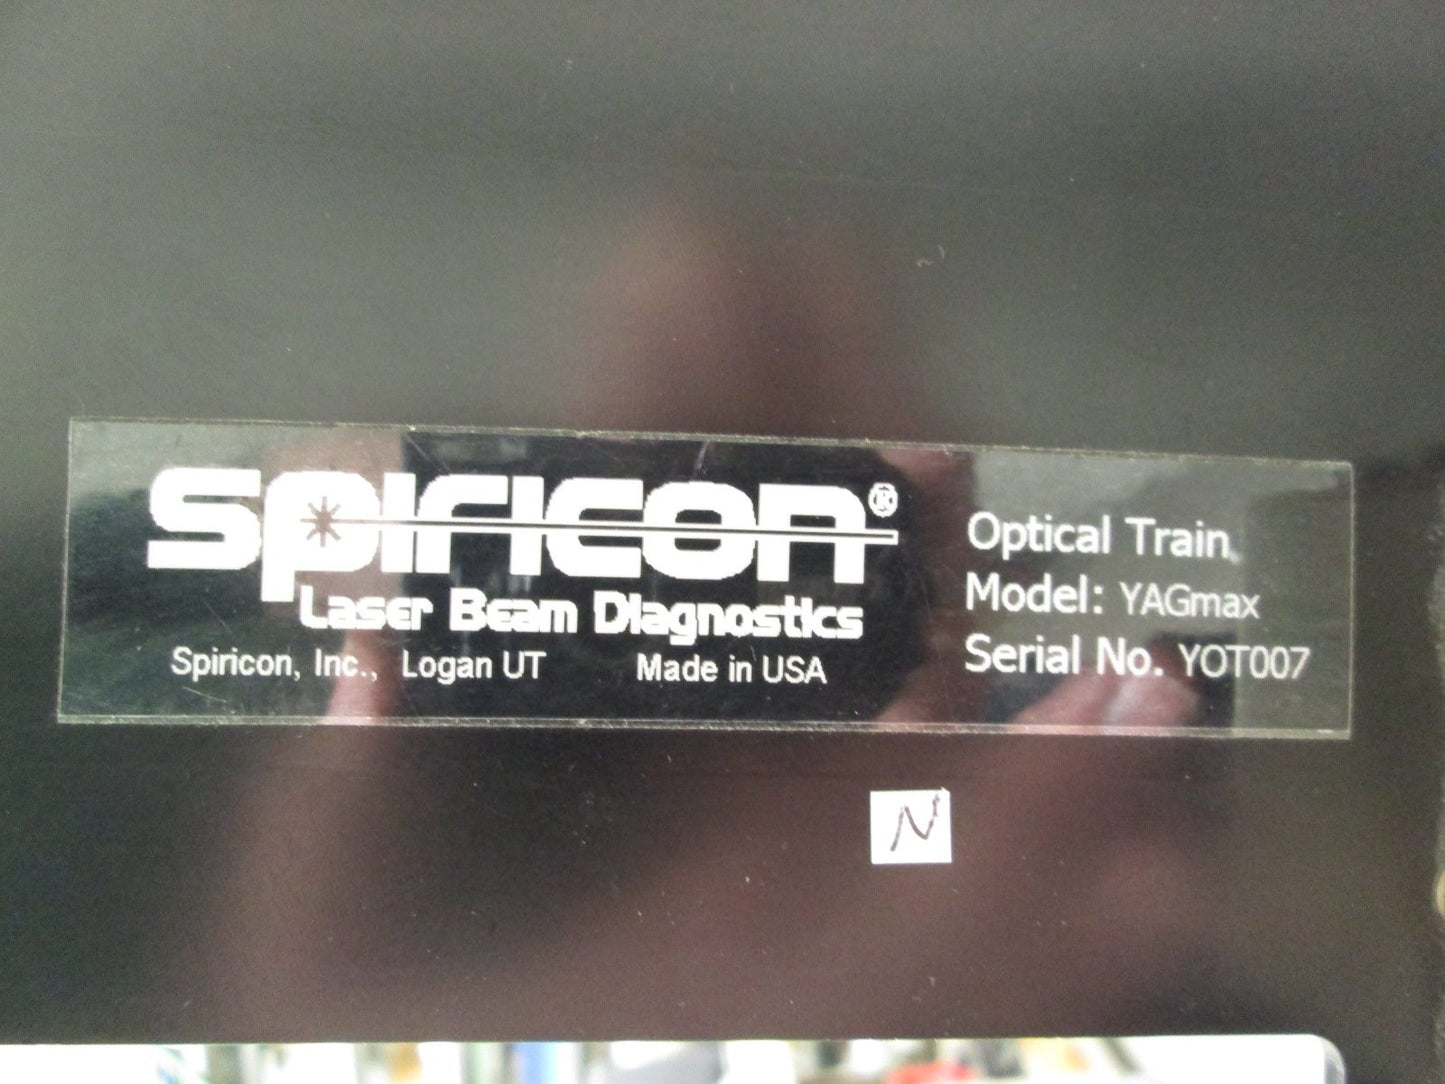 Spiricon®
Laser Beam Diagnostics
Spiricon, Inc., Logan UT Made in USA
Optical Train
Model: YAGmax
Serial No. YOT007
N